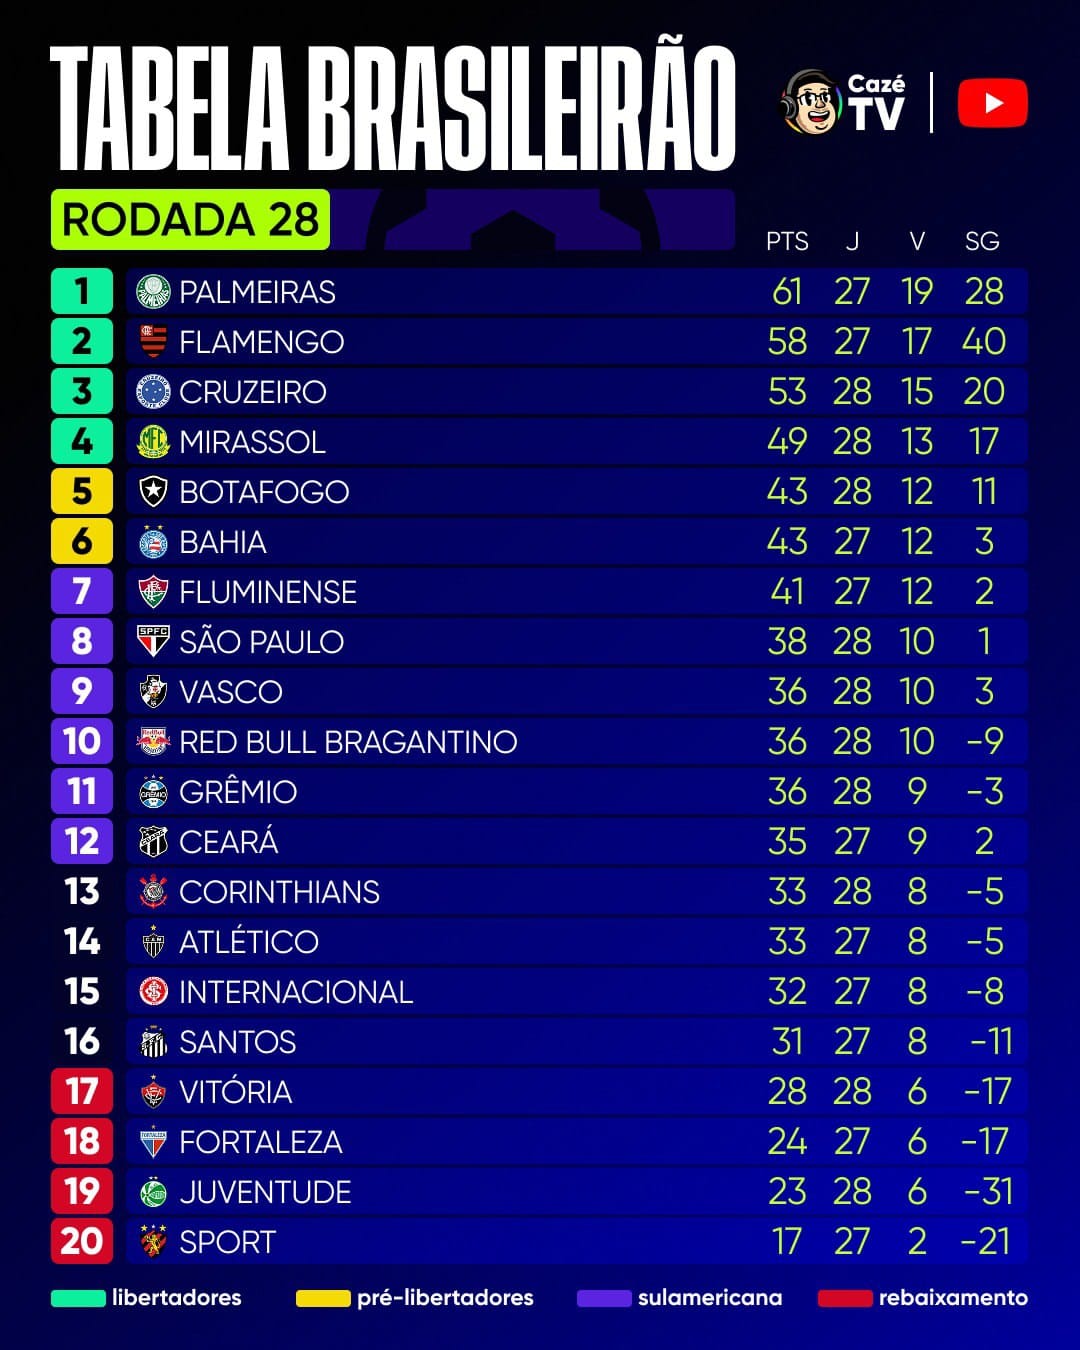 TABELA BRASILEIRÃO
Cazé
TV
RODADA 28
PTS J V SG
1 PALMEIRAS 61 27 19 28
2 FLAMENGO 58 27 17 40
3 CRUZEIRO 53 28 15 20
4 MIRASSOL 49 28 13 17
5 BOTAFOGO 43 28 12 11
6 BAHIA 43 27 12 3
7 FLUMINENSE 41 27 12 2
8 SPFC SÃO PAULO 38 28 10 1
9 VASCO 36 28 10 3
10 RED BULL BRAGANTINO 36 28 10 -9
11 GRÊMIO 36 28 9 -3
12 CEARÁ 35 27 9 2
13 CORINTHIANS 33 28 8 -5
14 ATLÉTICO 33 27 8 -5
15 INTERNACIONAL 32 27 8 -8
16 SANTOS 31 27 8 -11
17 VITÓRIA 28 28 6 -17
18 FORTALEZA 24 27 6 -17
19 JUVENTUDE 23 28 6 -31
20 SPORT 17 27 2 -21
libertadores pré-libertadores sulamericana rebaixamento